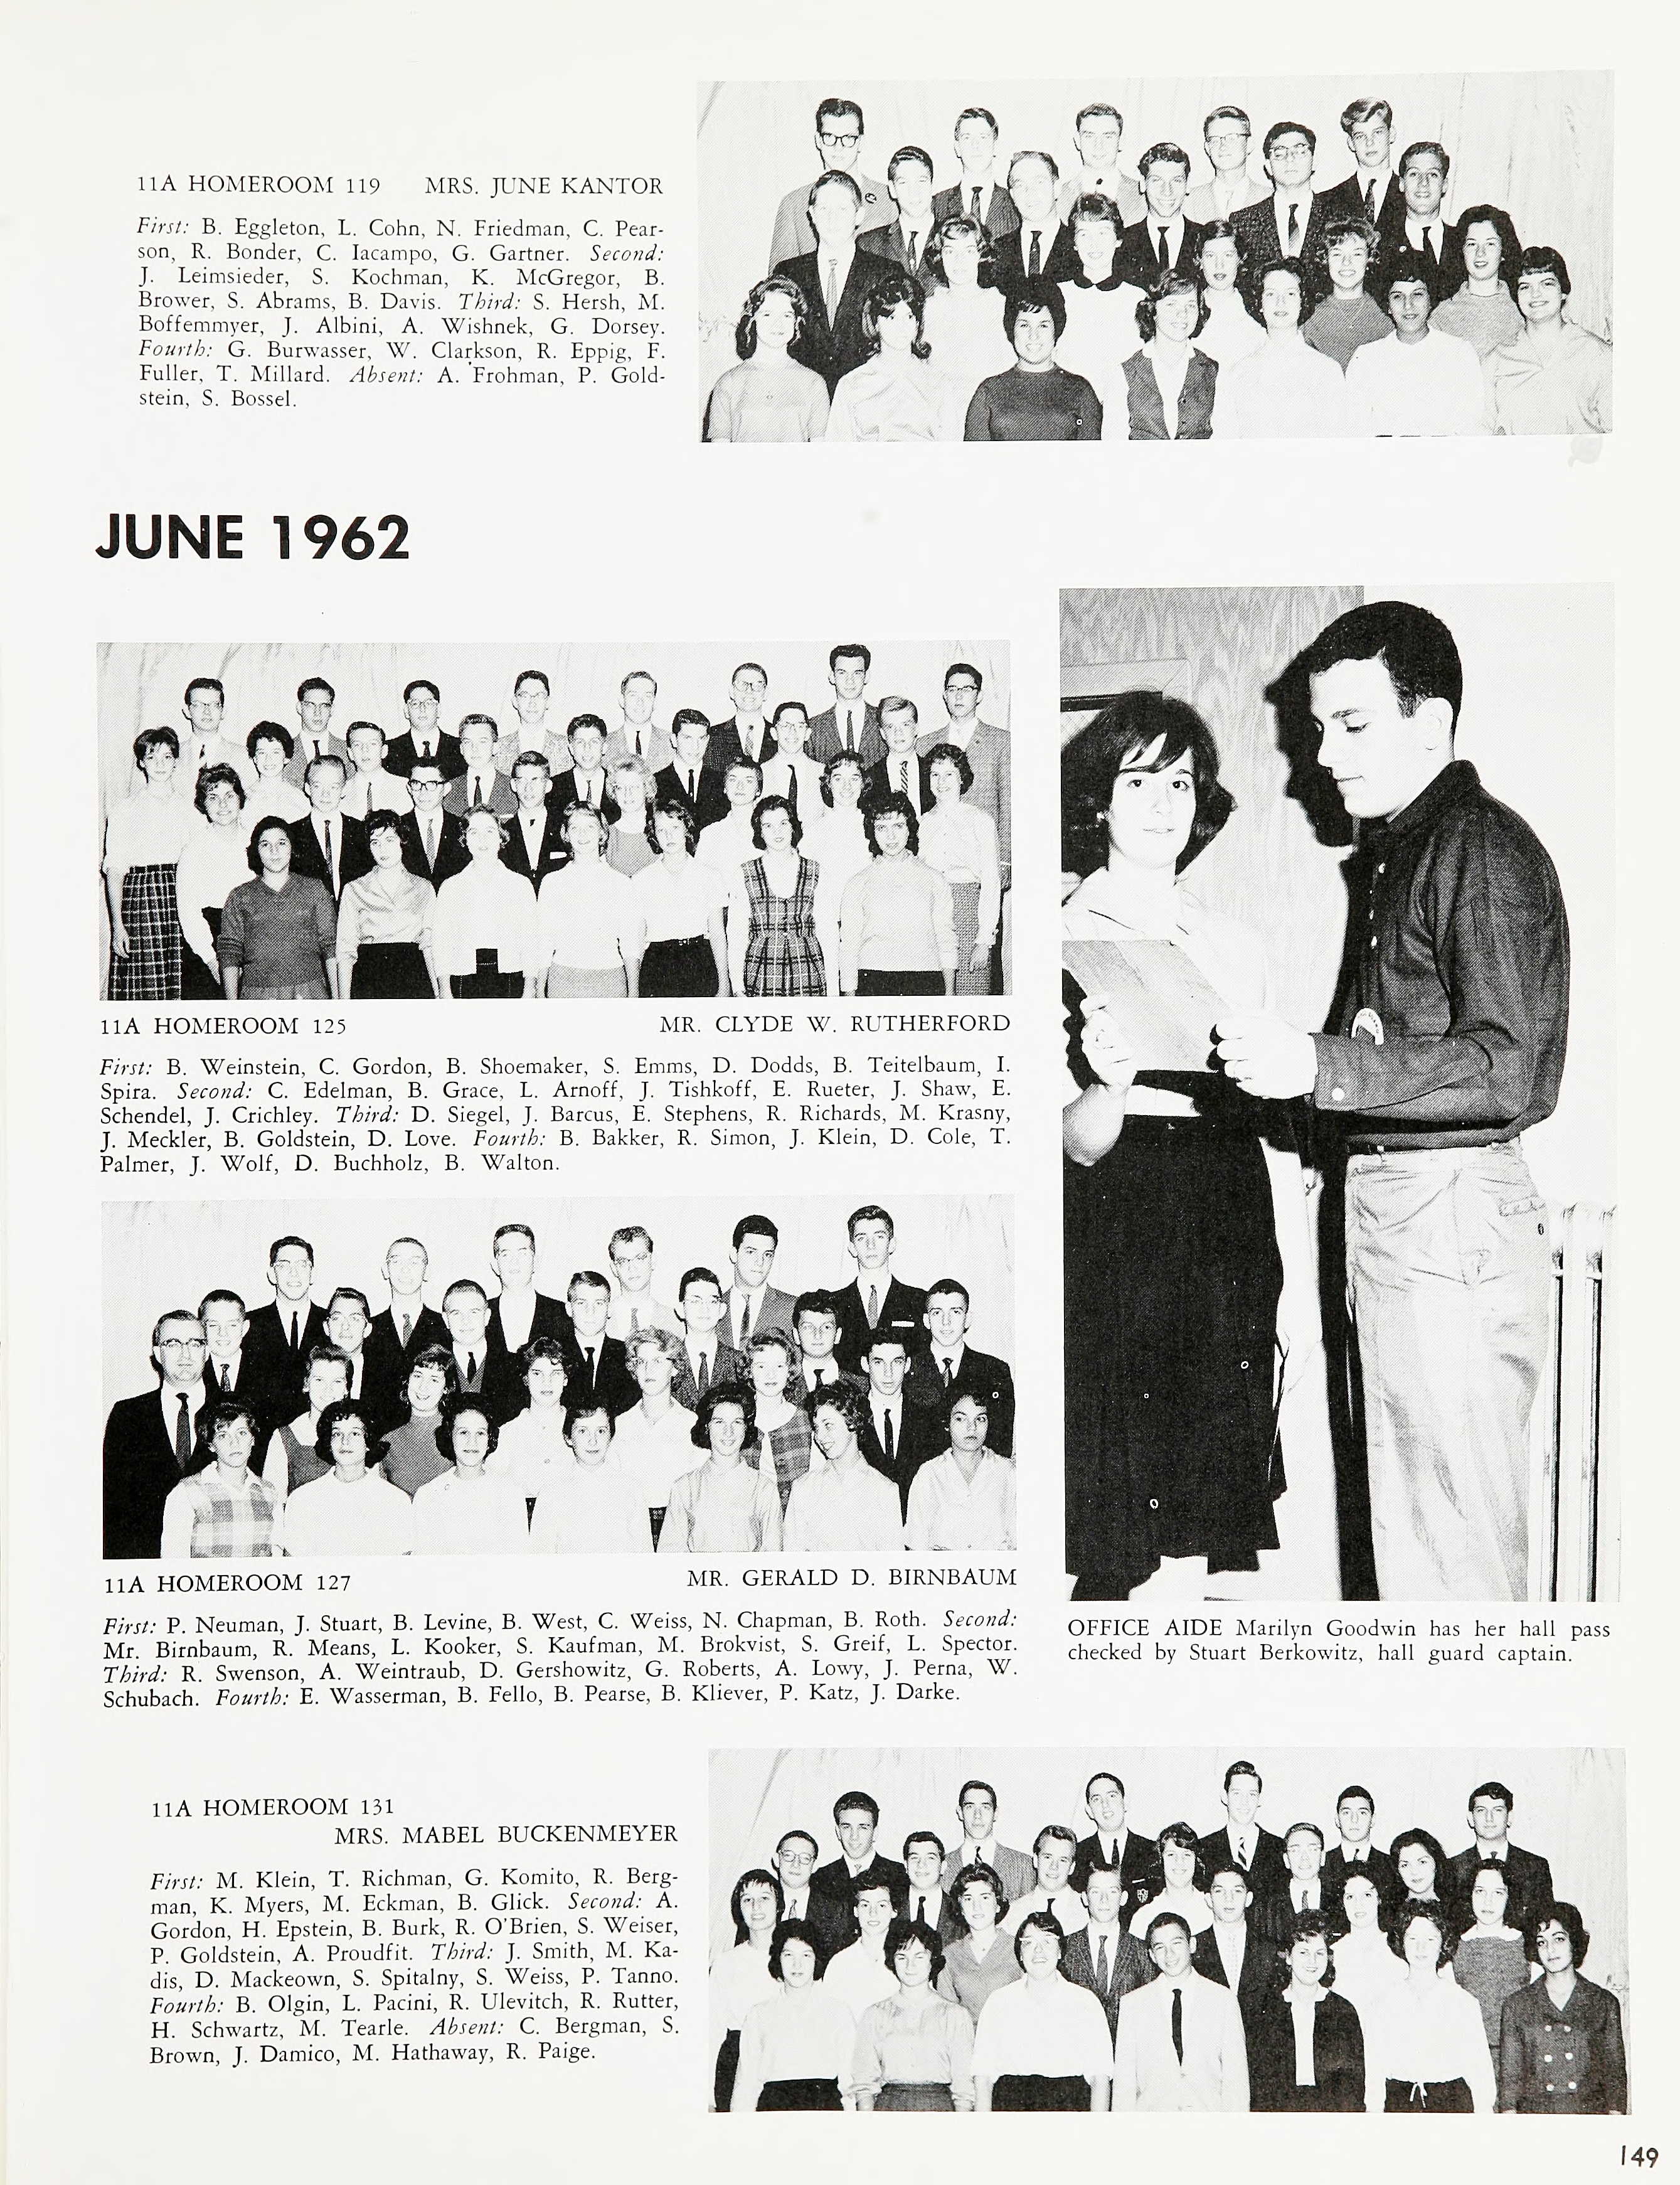 11A HOMEROOM 119 MRS. JUNE KANTOR
First: B. Eggleton, L. Cohn, N. Friedman, C. Pear-
son, R. Bonder, C. Iacampo, G. Gartner. Second:
J. Leimsieder, S. Kochman, K. McGregor, B.
Brower, S. Abrams, B. Davis. Third: S. Hersh, M.
Boffemmyer, J. Albini, A. Wishnek, G. Dorsey.
Fourth: G. Burwasser, W. Clarkson, R. Eppig, F.
Fuller, T. Millard. Absent: A. Frohman, P. Gold-
stein, S. Bossel.
JUNE 1962
11A HOMEROOM 125 MR. CLYDE W. RUTHERFORD
First: B. Weinstein, C. Gordon, B. Shoemaker, S. Emms, D. Dodds, B. Teitelbaum, I.
Spira. Second: C. Edelman, B. Grace, L. Arnoff, J. Tishkoff, E. Rueter, J. Shaw, E.
Schendel, J. Crichley. Third: D. Siegel, J. Barcus, E. Stephens, R. Richards, M. Krasny,
J. Meckler, B. Goldstein, D. Love. Fourth: B. Bakker, R. Simon, J. Klein, D. Cole, T.
Palmer, J. Wolf, D. Buchholz, B. Walton.
11A HOMEROOM 127 MR. GERALD D. BIRNBAUM
First: P. Neuman, J. Stuart, B. Levine, B. West, C. Weiss, N. Chapman, B. Roth. Second:
Mr. Birnbaum, R. Means, L. Kooker, S. Kaufman, M. Brokvist, S. Greif, L. Spector.
Third: R. Swenson, A. Weintraub, D. Gershowitz, G. Roberts, A. Lowy, J. Perna, W.
Schubach. Fourth: E. Wasserman, B. Fello, B. Pearse, B. Kliever, P. Katz, J. Darke.
OFFICE AIDE Marilyn Goodwin has her hall pass
checked by Stuart Berkowitz, hall guard captain.
11A HOMEROOM 131
MRS. MABEL BUCKENMEYER
First: M. Klein, T. Richman, G. Komito, R. Berg-
man, K. Myers, M. Eckman, B. Glick. Second: A.
Gordon, H. Epstein, B. Burk, R. O'Brien, S. Weiser,
P. Goldstein, A. Proudfit. Third: J. Smith, M. Ka-
dis, D. Mackeown, S. Spitalny, S. Weiss, P. Tanno.
Fourth: B. Olgin, L. Pacini, R. Ulevitch, R. Rutter,
H. Schwartz, M. Tearle. Absent: C. Bergman, S.
Brown, J. Damico, M. Hathaway, R. Paige.
149